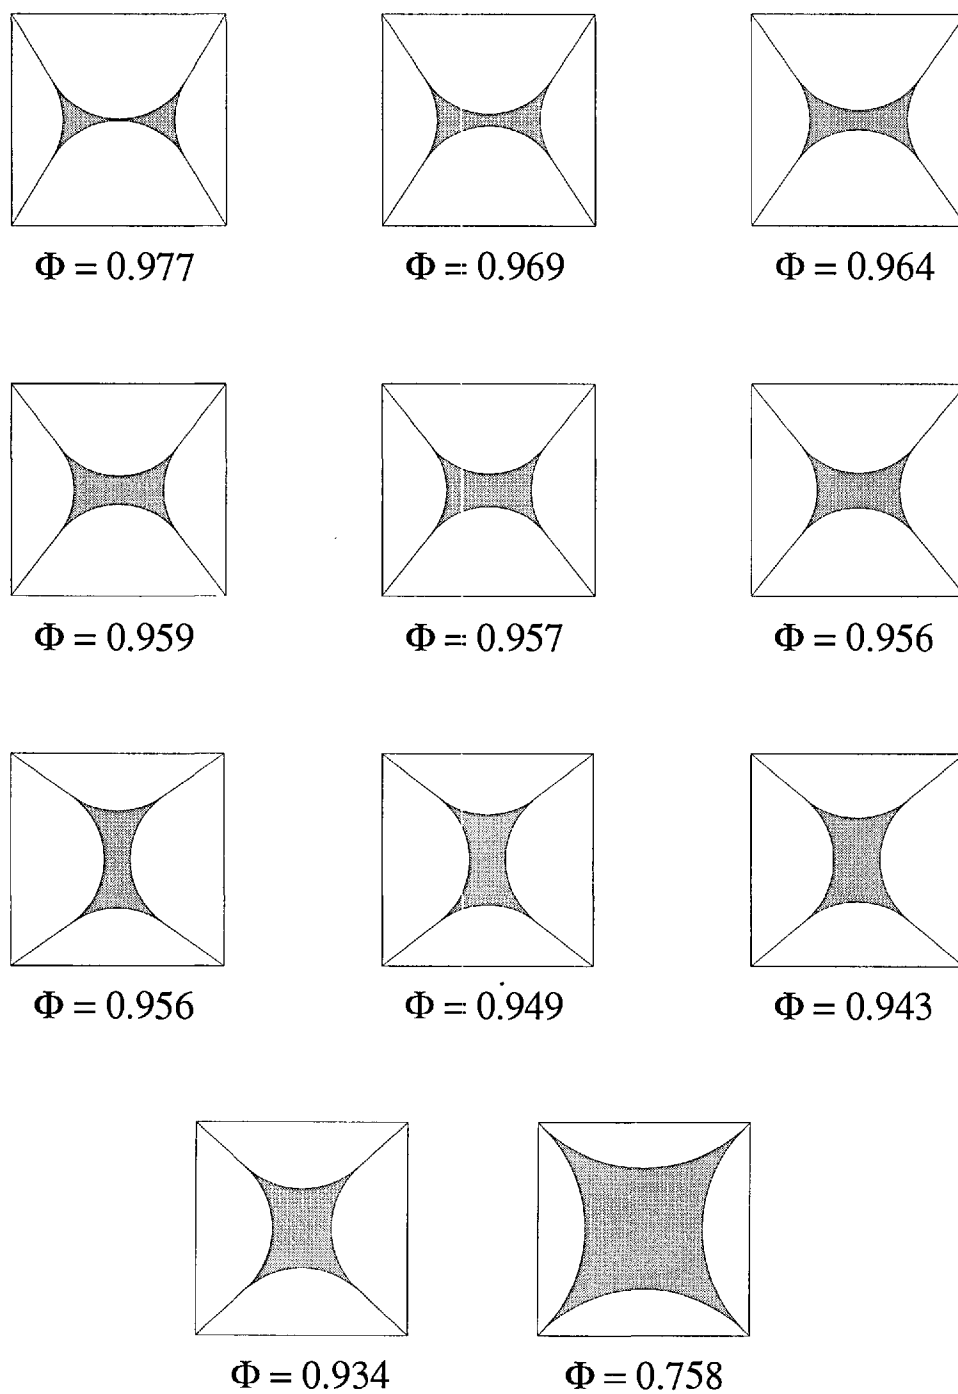 Φ = 0.977 Φ = 0.969 Φ = 0.964
Φ = 0.959 Φ = 0.957 Φ = 0.956
Φ = 0.956 Φ = 0.949 Φ = 0.943
Φ = 0.934 Φ = 0.758